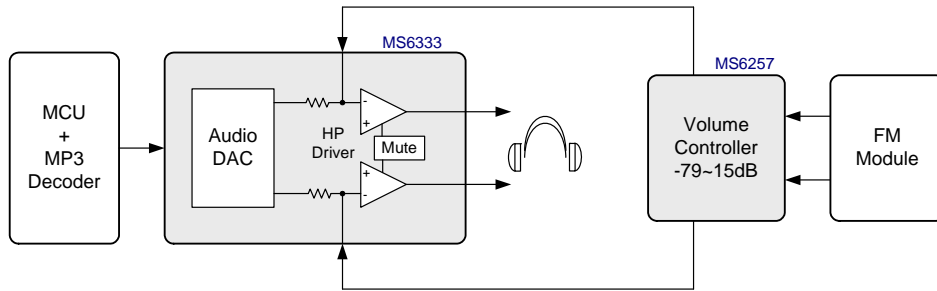 MS6333
MS6257
MCU
+
MP3
Decoder
Audio
DAC
-
+
HP
Driver
Mute
+
-
Volume
Controller
-79~15dB
FM
Module